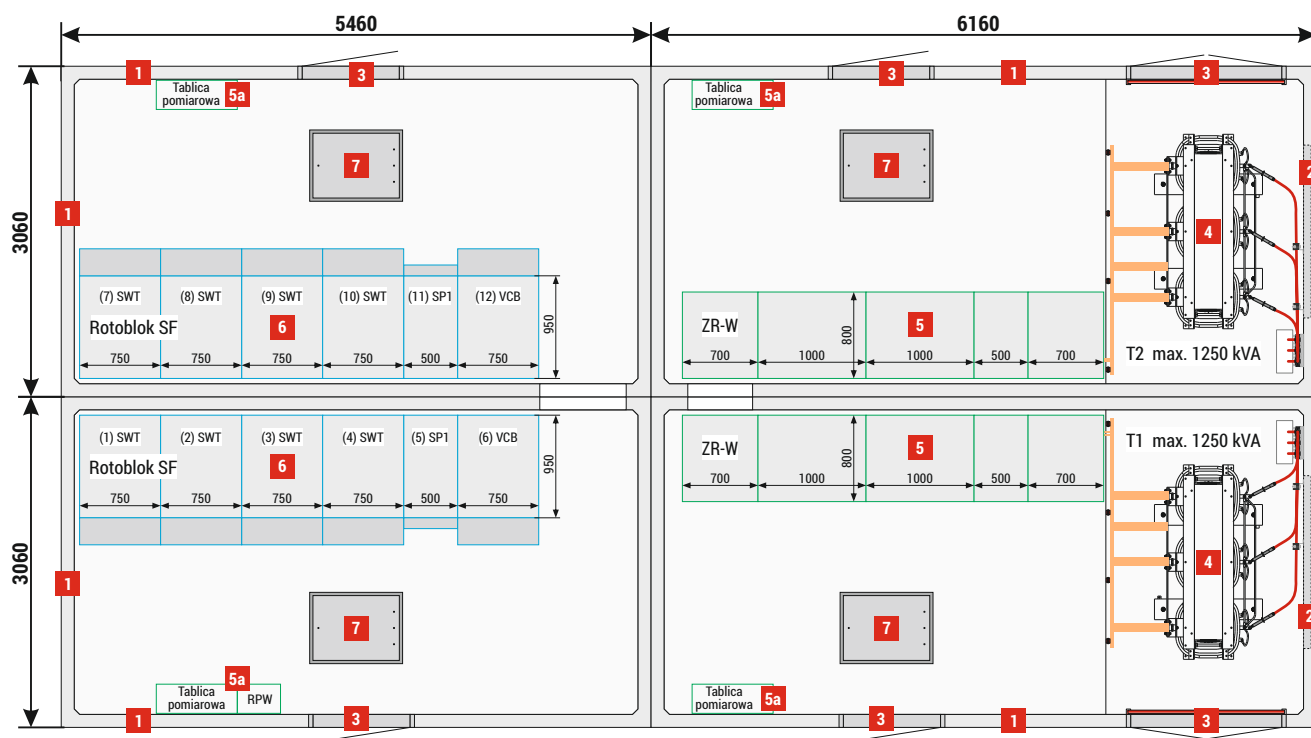 5460
6160
1
3
3
1
3
Tablica
pomiarowa
5a
Tablica
pomiarowa
5a
7
7
2
1
3060
4
(7) SWT
(8) SWT
(9) SWT
(10) SWT
(11) SP1
(12) VCB
Rotoblok SF
6
950
750
750
750
750
500
750
ZR-W
5
800
700
1000
1000
500
700
T2 max. 1250 kVA
(1) SWT
(2) SWT
(3) SWT
(4) SWT
(5) SP1
(6) VCB
Rotoblok SF
6
950
750
750
750
750
500
750
ZR-W
5
800
700
1000
1000
500
700
T1 max. 1250 kVA
3060
1
4
2
7
7
5a
Tablica
pomiarowa
RPW
Tablica
pomiarowa
5a
1
3
3
1
3